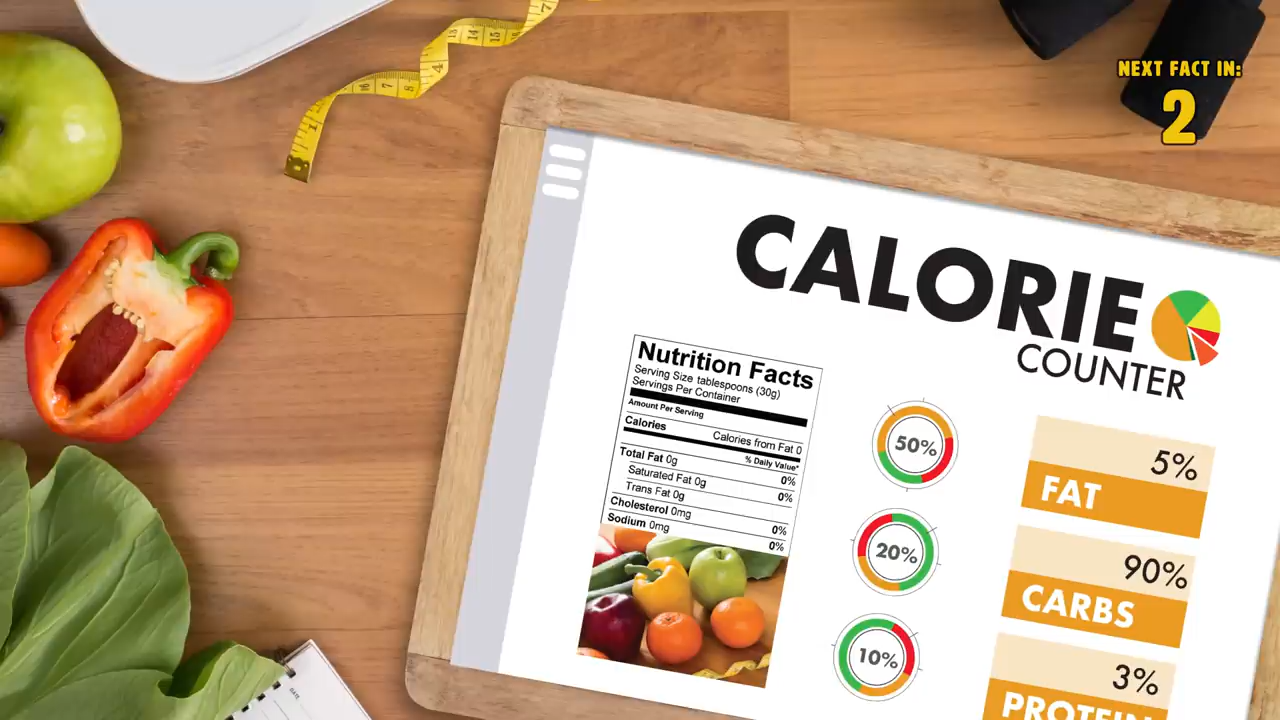 NEXT FACT IN:
2
CALORIE
COUNTER
Nutrition Facts
Serving Size tablespoons (30g)
Servings Per Container
Amount Per Serving
Calories
Calories from Fat 0
% Daily Value*
Total Fat 0g
0%
Saturated Fat 0g
0%
Trans Fat 0g
Cholesterol 0mg
0%
Sodium 0mg
0%
50%
20%
10%
5%
FAT
90%
CARBS
3%
PROTEIN